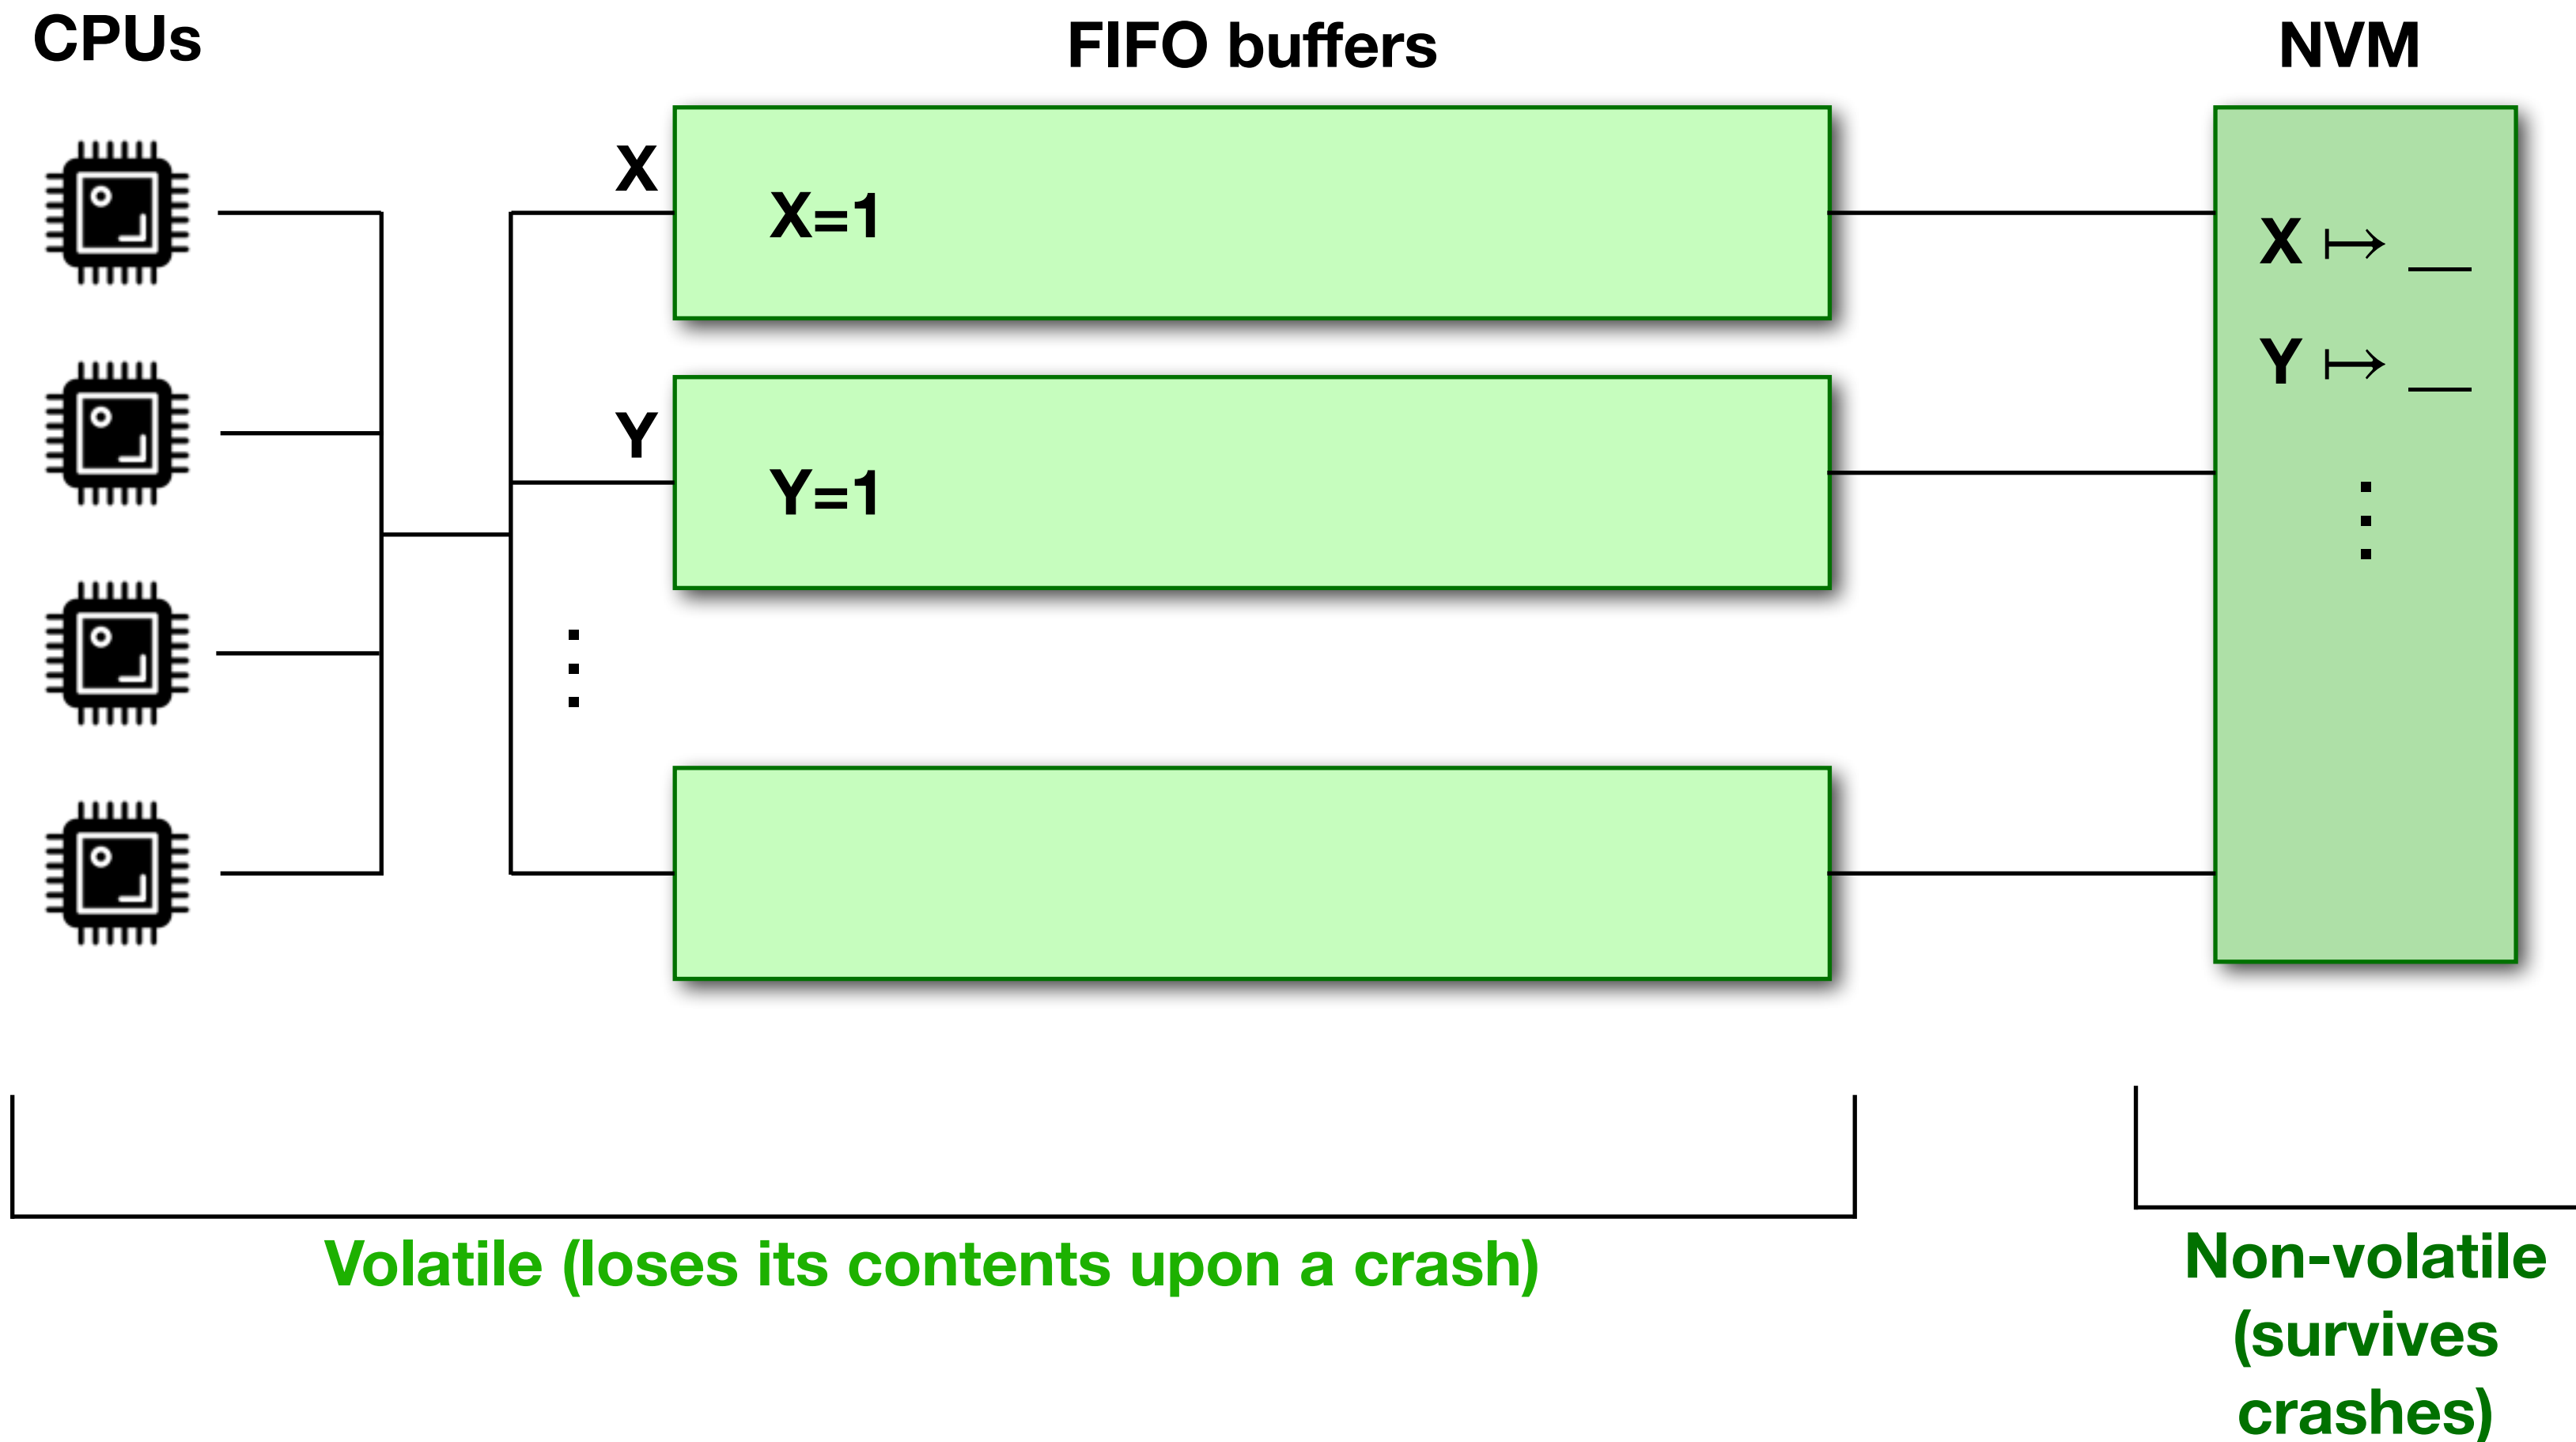 CPUs
FIFO buffers
NVM
X
X=1
X ↦ __
Y
Y=1
Y ↦ __
Volatile (loses its contents upon a crash)
Non-volatile
(survives
crashes)